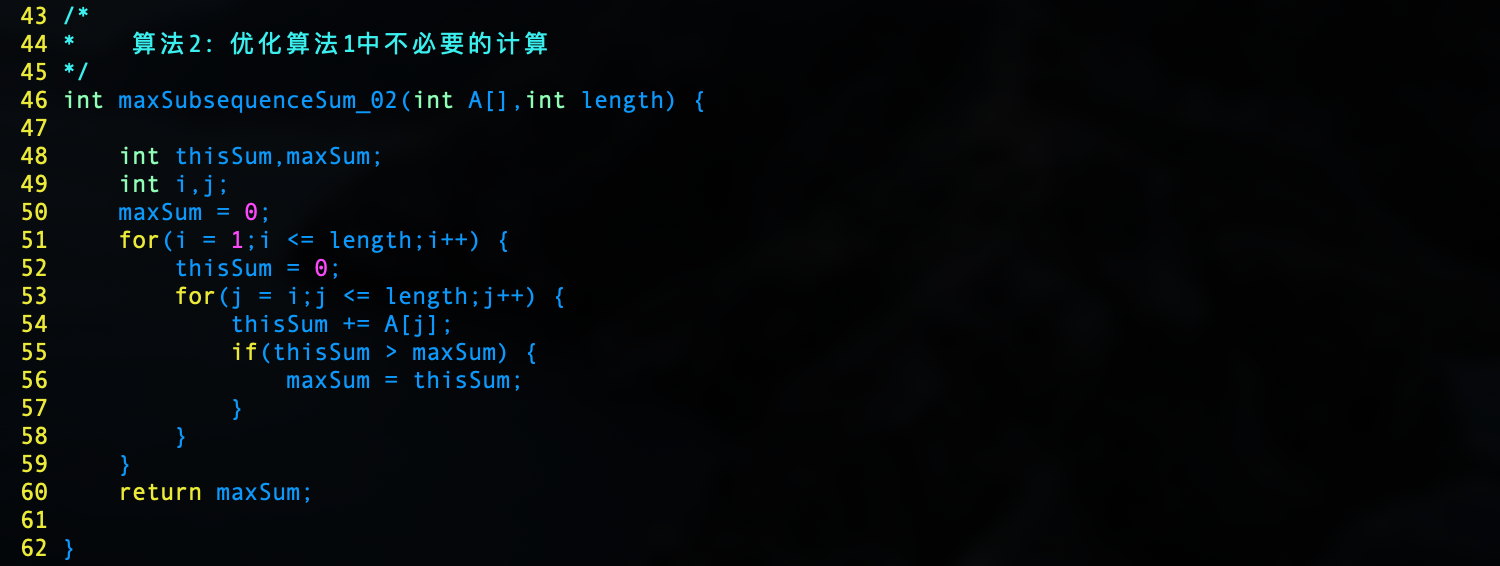 43 /*
44 *    算法2: 优化算法1中不必要的计算
45 */
46 int maxSubsequenceSum_02(int A[],int length) {
47
48     int thisSum,maxSum;
49     int i,j;
50     maxSum = 0;
51     for(i = 1;i <= length;i++) {
52         thisSum = 0;
53         for(j = i;j <= length;j++) {
54             thisSum += A[j];
55             if(thisSum > maxSum) {
56                 maxSum = thisSum;
57             }
58         }
59     }
60     return maxSum;
61
62 }